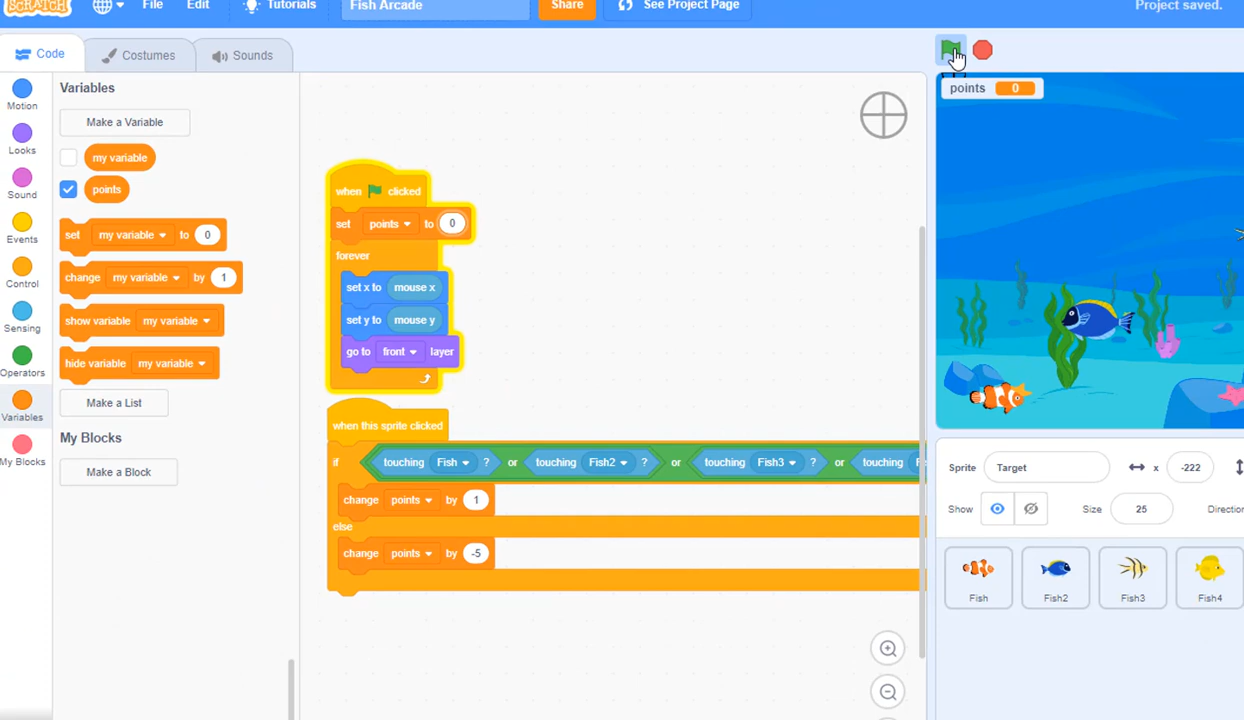 SCRATCH File Edit Tutorials Fish Arcade Share See Project Page Project saved.
Code Costumes Sounds
Motion
Looks
Sound
Events
Control
Sensing
Operators
Variables
My Blocks
Variables
Make a Variable
my variable
points
set my variable to 0
change my variable by 1
show variable my variable
hide variable my variable
Make a List
My Blocks
Make a Block
when clicked
set points to 0
forever
set x to mouse x
set y to mouse y
go to front layer
when this sprite clicked
if touching Fish ? or touching Fish2 ? or touching Fish3 ? or touching
change points by 1
else
change points by -5
points 0
Sprite Target x -222
Show Size 25 Direction
Fish Fish2 Fish3 Fish4